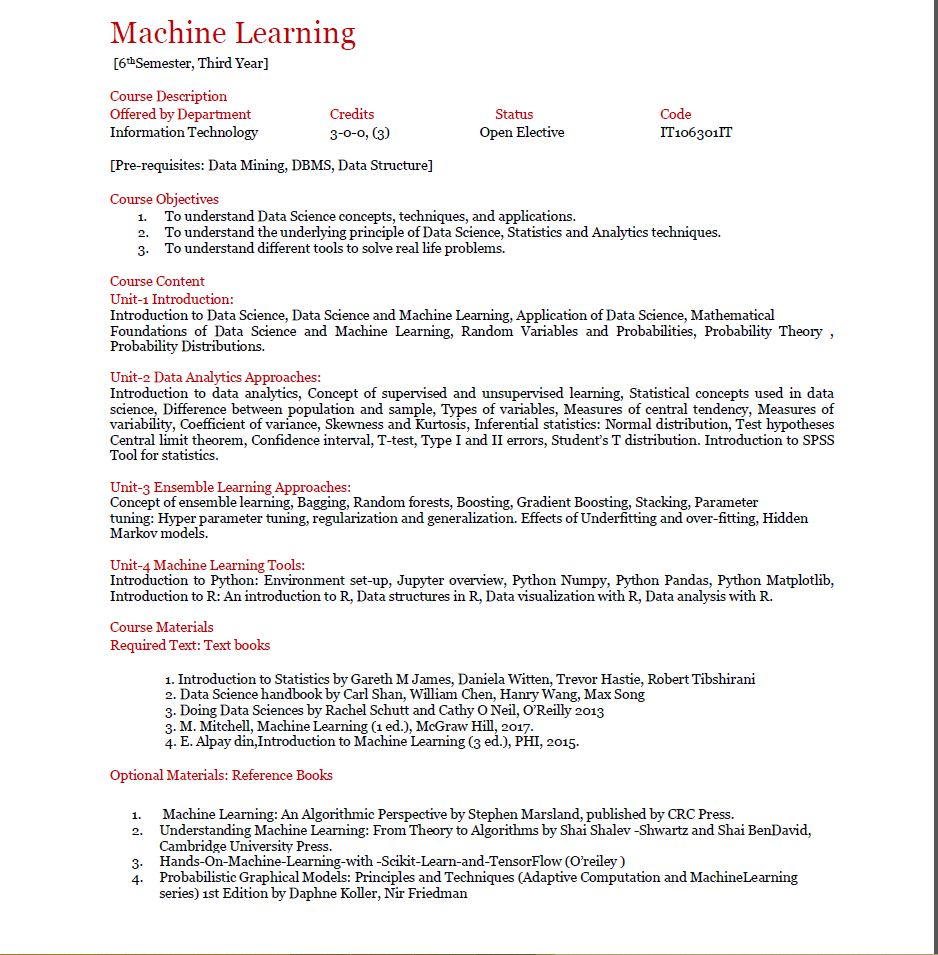 Machine Learning
[6thSemester, Third Year]
Course Description
Offered by Department Credits Status Code
Information Technology 3-0-0, (3) Open Elective IT106301IT
[Pre-requisites: Data Mining, DBMS, Data Structure]
Course Objectives
1. To understand Data Science concepts, techniques, and applications.
2. To understand the underlying principle of Data Science, Statistics and Analytics techniques.
3. To understand different tools to solve real life problems.
Course Content
Unit-1 Introduction:
Introduction to Data Science, Data Science and Machine Learning, Application of Data Science, Mathematical
Foundations of Data Science and Machine Learning, Random Variables and Probabilities, Probability Theory ,
Probability Distributions.
Unit-2 Data Analytics Approaches:
Introduction to data analytics, Concept of supervised and unsupervised learning, Statistical concepts used in data
science, Difference between population and sample, Types of variables, Measures of central tendency, Measures of
variability, Coefficient of variance, Skewness and Kurtosis, Inferential statistics: Normal distribution, Test hypotheses
Central limit theorem, Confidence interval, T-test, Type I and II errors, Student's T distribution. Introduction to SPSS
Tool for statistics.
Unit-3 Ensemble Learning Approaches:
Concept of ensemble learning, Bagging, Random forests, Boosting, Gradient Boosting, Stacking, Parameter
tuning: Hyper parameter tuning, regularization and generalization. Effects of Underfitting and over-fitting, Hidden
Markov models.
Unit-4 Machine Learning Tools:
Introduction to Python: Environment set-up, Jupyter overview, Python Numpy, Python Pandas, Python Matplotlib,
Introduction to R: An introduction to R, Data structures in R, Data visualization with R, Data analysis with R.
Course Materials
Required Text: Text books
1. Introduction to Statistics by Gareth M James, Daniela Witten, Trevor Hastie, Robert Tibshirani
2. Data Science handbook by Carl Shan, William Chen, Hanry Wang, Max Song
3. Doing Data Sciences by Rachel Schutt and Cathy O Neil, O'Reilly 2013
3. M. Mitchell, Machine Learning (1 ed.), McGraw Hill, 2017.
4. E. Alpay din,Introduction to Machine Learning (3 ed.), PHI, 2015.
Optional Materials: Reference Books
1. Machine Learning: An Algorithmic Perspective by Stephen Marsland, published by CRC Press.
2. Understanding Machine Learning: From Theory to Algorithms by Shai Shalev -Shwartz and Shai BenDavid,
Cambridge University Press.
3. Hands-On-Machine-Learning-with -Scikit-Learn-and-TensorFlow (O'reiley )
4. Probabilistic Graphical Models: Principles and Techniques (Adaptive Computation and MachineLearning
series) 1st Edition by Daphne Koller, Nir Friedman